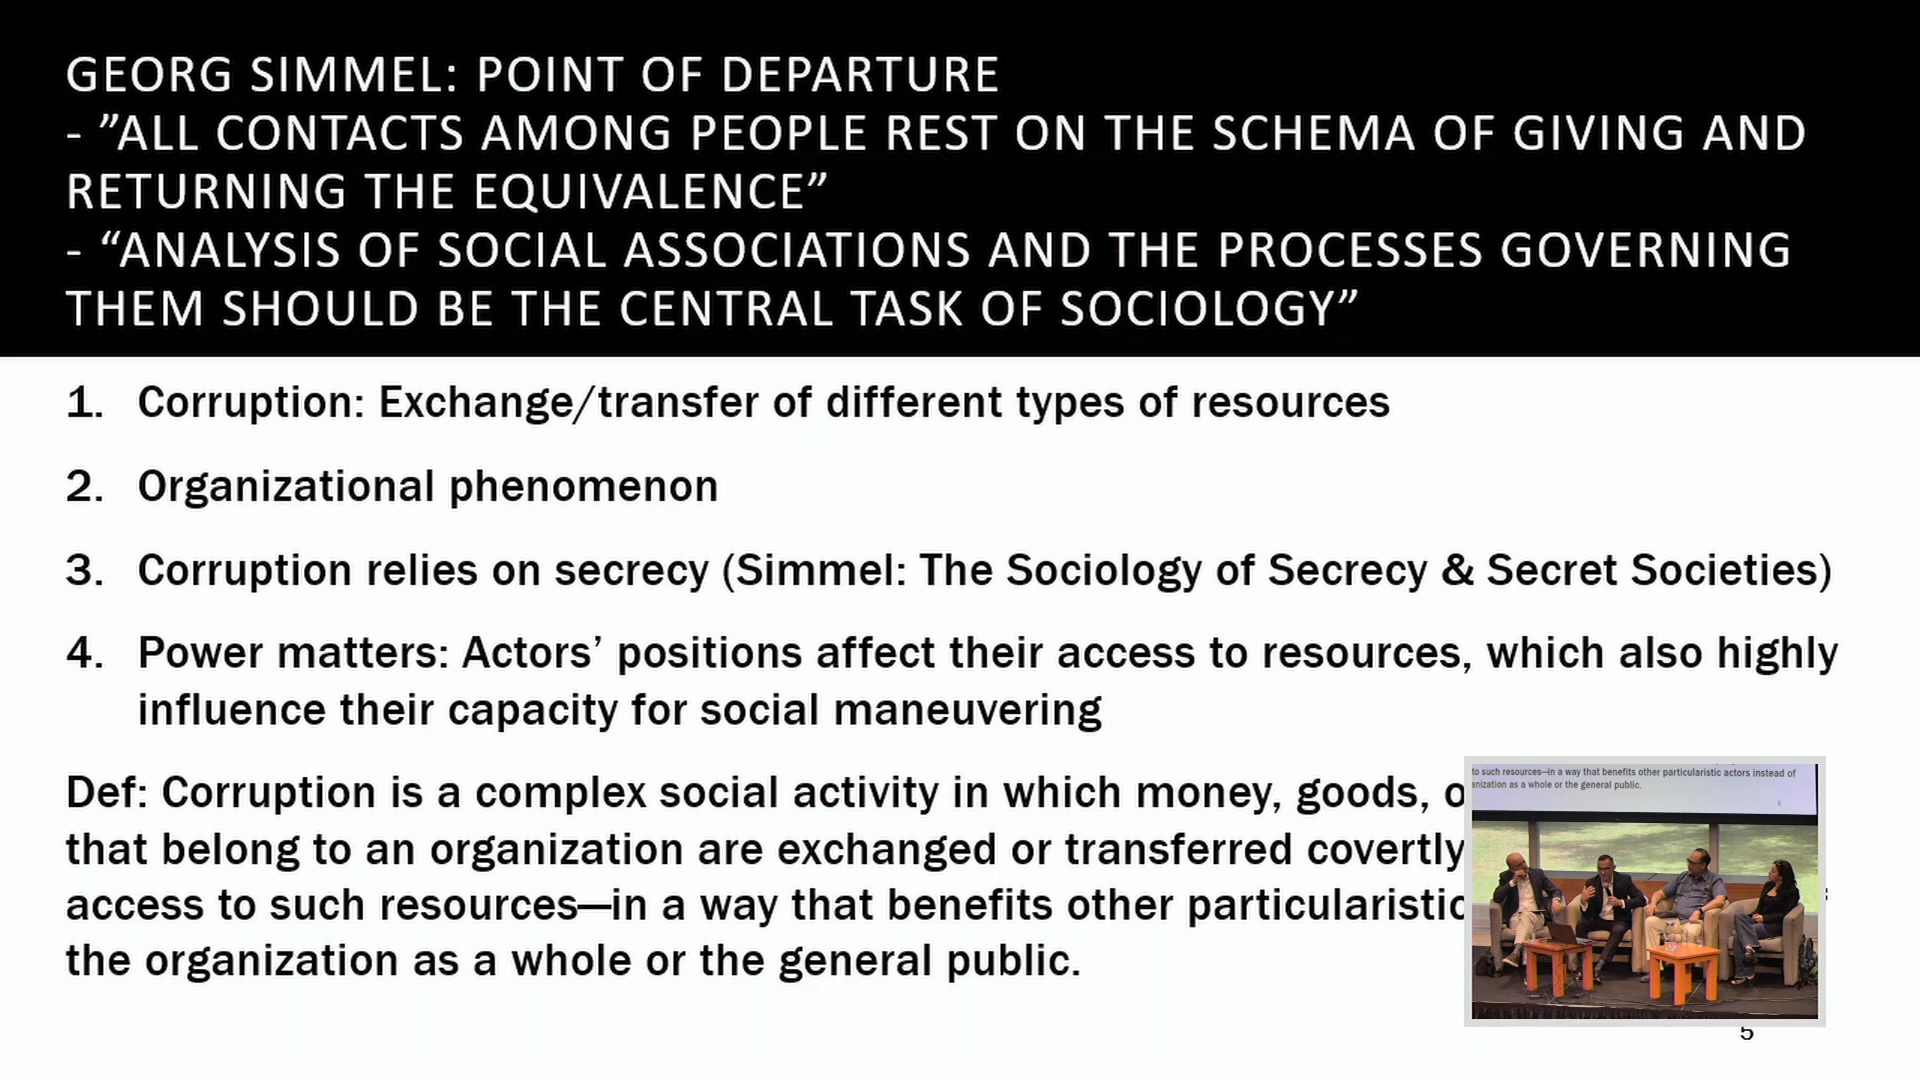 GEORG SIMMEL: POINT OF DEPARTURE
- ”ALL CONTACTS AMONG PEOPLE REST ON THE SCHEMA OF GIVING AND
RETURNING THE EQUIVALENCE”
- “ANALYSIS OF SOCIAL ASSOCIATIONS AND THE PROCESSES GOVERNING
THEM SHOULD BE THE CENTRAL TASK OF SOCIOLOGY”
1. Corruption: Exchange/transfer of different types of resources
2. Organizational phenomenon
3. Corruption relies on secrecy (Simmel: The Sociology of Secrecy & Secret Societies)
4. Power matters: Actors’ positions affect their access to resources, which also highly
influence their capacity for social maneuvering
Def: Corruption is a complex social activity in which money, goods,
that belong to an organization are exchanged or transferred covertly
access to such resources—in a way that benefits other particularistic
the organization as a whole or the general public.
to such resources—in a way that benefits other particularistic actors instead of
anization as a whole or the general public.
5
5